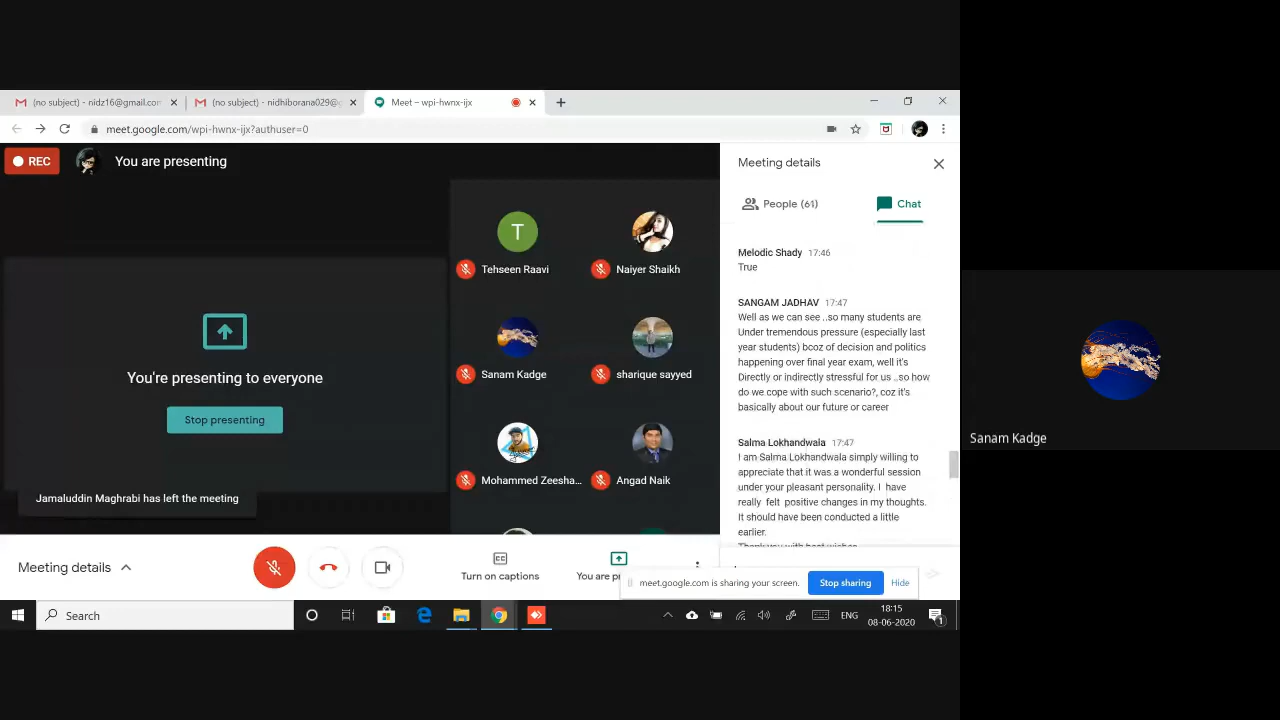 (no subject) - nidz16@gmail.com
(no subject) - nidhiborana029@g
Meet – wpi-hwnx-ijx
meet.google.com/wpi-hwnx-ijx?authuser=0
REC
You are presenting
You're presenting to everyone
Stop presenting
Jamaluddin Maghrabi has left the meeting
T
Tehseen Raavi
Naiyer Shaikh
Sanam Kadge
sharique sayyed
Mohammed Zeesha...
Angad Naik
Meeting details
People (61)
Chat
Melodic Shady 17:46
True
SANGAM JADHAV 17:47
Well as we can see ..so many students are
Under tremendous pressure (especially last
year students) bcoz of decision and politics
happening over final year exam, well it's
Directly or indirectly stressful for us ..so how
do we cope with such scenario?, coz it's
basically about our future or career
Salma Lokhandwala 17:47
I am Salma Lokhandwala simply willing to
appreciate that it was a wonderful session
under your pleasant personality. I have
really felt positive changes in my thoughts.
It should have been conducted a little
earlier.
Thank you with best wishes
Meeting details
Turn on captions
You are pr
meet.google.com is sharing your screen.
Stop sharing
Hide
Search
ENG
18:15
08-06-2020
1
Sanam Kadge